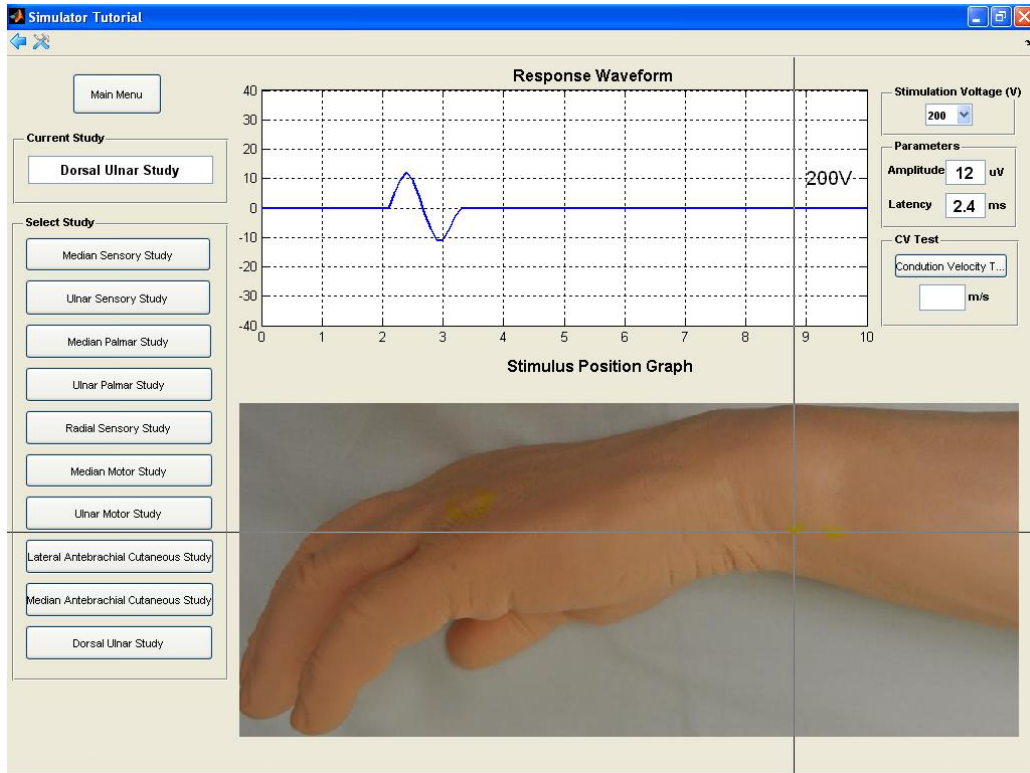 Simulator Tutorial
Main Menu
Current Study
Dorsal Ulnar Study
Select Study
Median Sensory Study
Ulnar Sensory Study
Median Palmar Study
Ulnar Palmar Study
Radial Sensory Study
Median Motor Study
Ulnar Motor Study
Lateral Antebrachial Cutaneous Study
Median Antebrachial Cutaneous Study
Dorsal Ulnar Study
Response Waveform
40
30
20
10
0
-10
-20
-30
-40
0 1 2 3 4 5 6 7 8 9 10
200V
Stimulus Position Graph
Stimulation Voltage (V)
200
Parameters
Amplitude 12 uV
Latency 2.4 ms
CV Test
Condution Velocity T...
m/s